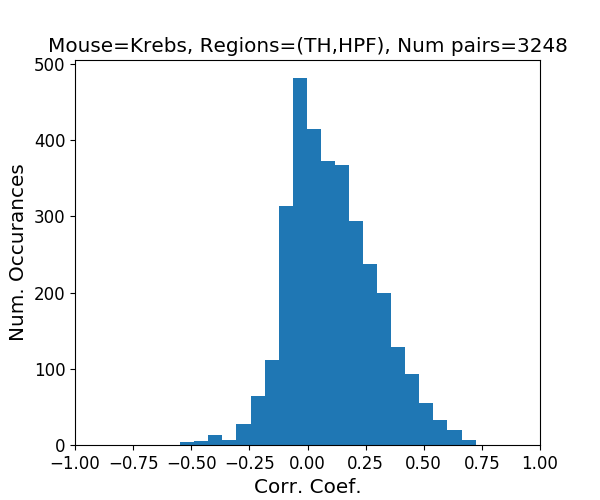 Mouse=Krebs, Regions=(TH,HPF), Num pairs=3248
500
400
300
200
100
0
Num. Occurances
−1.00 −0.75 −0.50 −0.25 0.00 0.25 0.50 0.75 1.00
Corr. Coef.